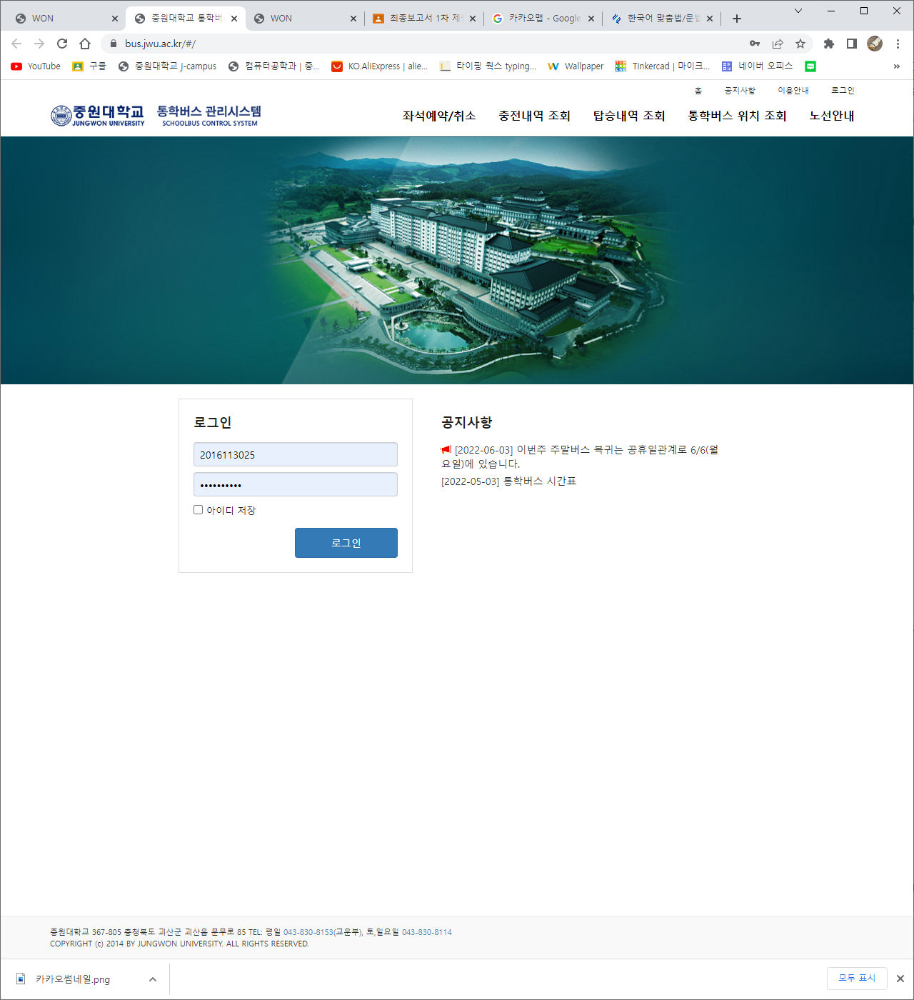 WON
중원대학교 통학버
WON
최종보고서 1차 제
카카오맵 - Google
한국어 맞춤법/문법
bus.jwu.ac.kr/#/
YouTube
구클
중원대학교 j-campus
컴퓨터공학과 | 중...
KO.AliExpress | alie...
타이핑 웍스 typing...
Wallpaper
Tinkercad | 마이크...
네이버 오피스
»
홈
공지사항
이용안내
로그인
중원대학교
JUNGWON UNIVERSITY
통학버스 관리시스템
SCHOOLBUS CONTROL SYSTEM
좌석예약/취소
충전내역 조회
탑승내역 조회
통학버스 위치 조회
노선안내
로그인
2016113025
••••••••••
아이디 저장
로그인
공지사항
[2022-06-03] 이번주 주말버스 복귀는 공휴일관계로 6/6(월
요일)에 있습니다.
[2022-05-03] 통학버스 시간표
중원대학교 367-805 충청북도 괴산군 괴산읍 문무로 85 TEL: 평일 043-830-8153(교운부), 토,일요일 043-830-8114
COPYRIGHT (c) 2014 BY JUNGWON UNIVERSITY. ALL RIGHTS RESERVED.
카카오썸네일.png
모두 표시